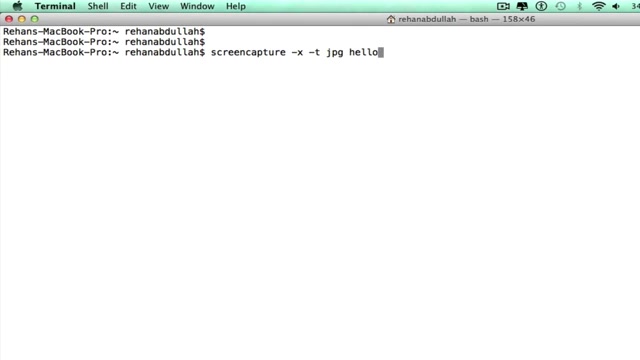 Terminal Shell Edit View Window Help
rehanabdullah — bash — 158×46
Rehans-MacBook-Pro:~ rehanabdullah$
Rehans-MacBook-Pro:~ rehanabdullah$
Rehans-MacBook-Pro:~ rehanabdullah$ screencapture -x -t jpg hello